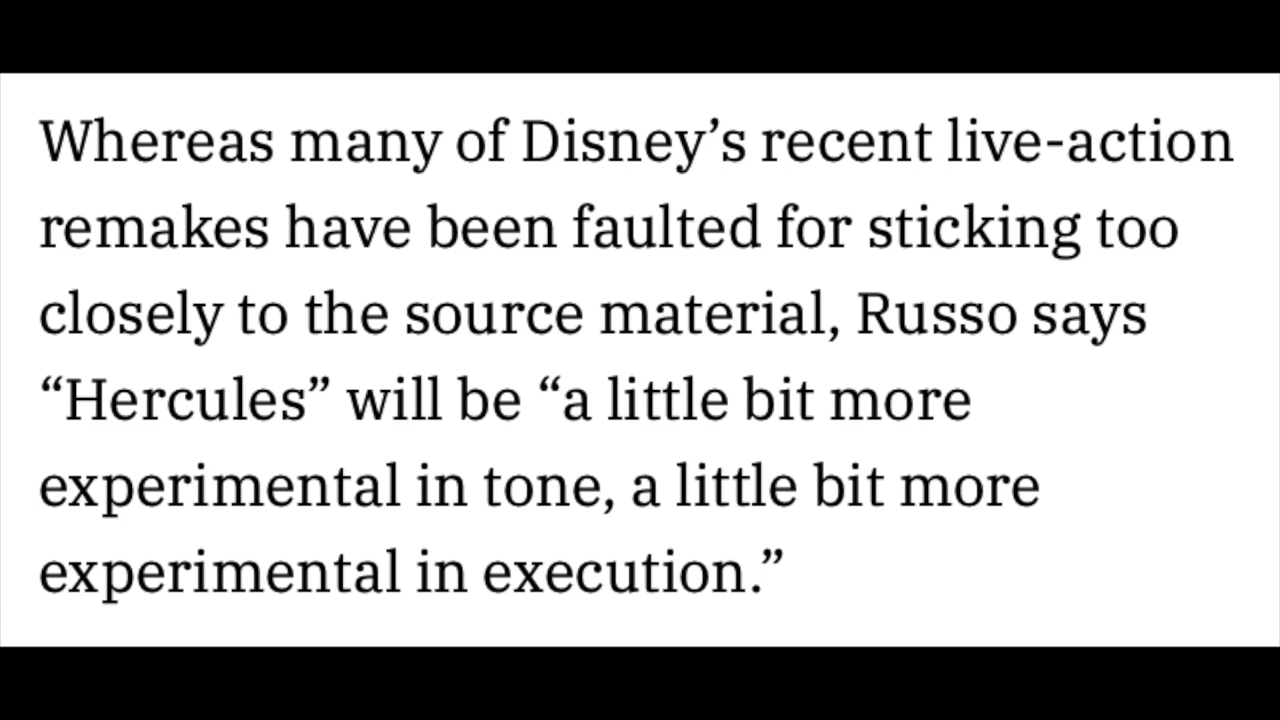 Whereas many of Disney’s recent live-action
remakes have been faulted for sticking too
closely to the source material, Russo says
“Hercules” will be “a little bit more
experimental in tone, a little bit more
experimental in execution.”